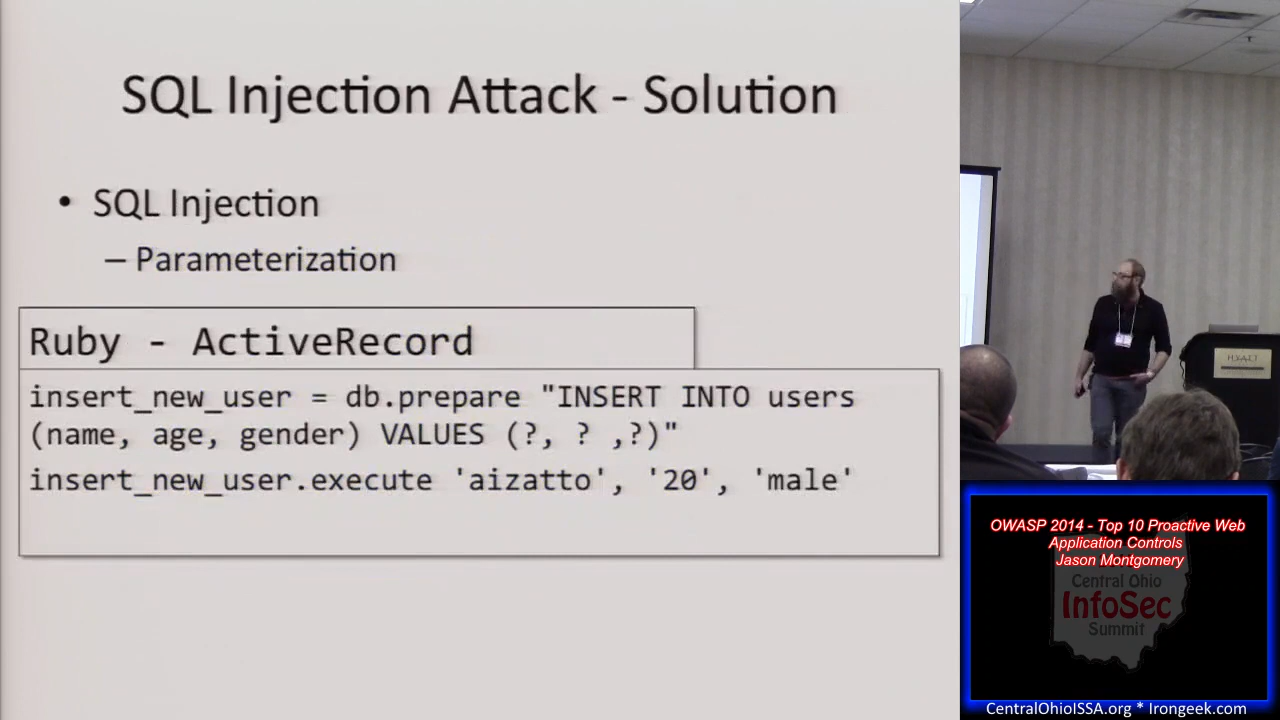 SQL Injection Attack - Solution
• SQL Injection
– Parameterization
Ruby - ActiveRecord
insert_new_user = db.prepare "INSERT INTO users
(name, age, gender) VALUES (?, ? ,?)"
insert_new_user.execute 'aizatto', '20', 'male'
HYATT
OWASP 2014 - Top 10 Proactive Web
Application Controls
Jason Montgomery
Central Ohio
InfoSec
Summit
CentralOhioISSA.org * Irongeek.com